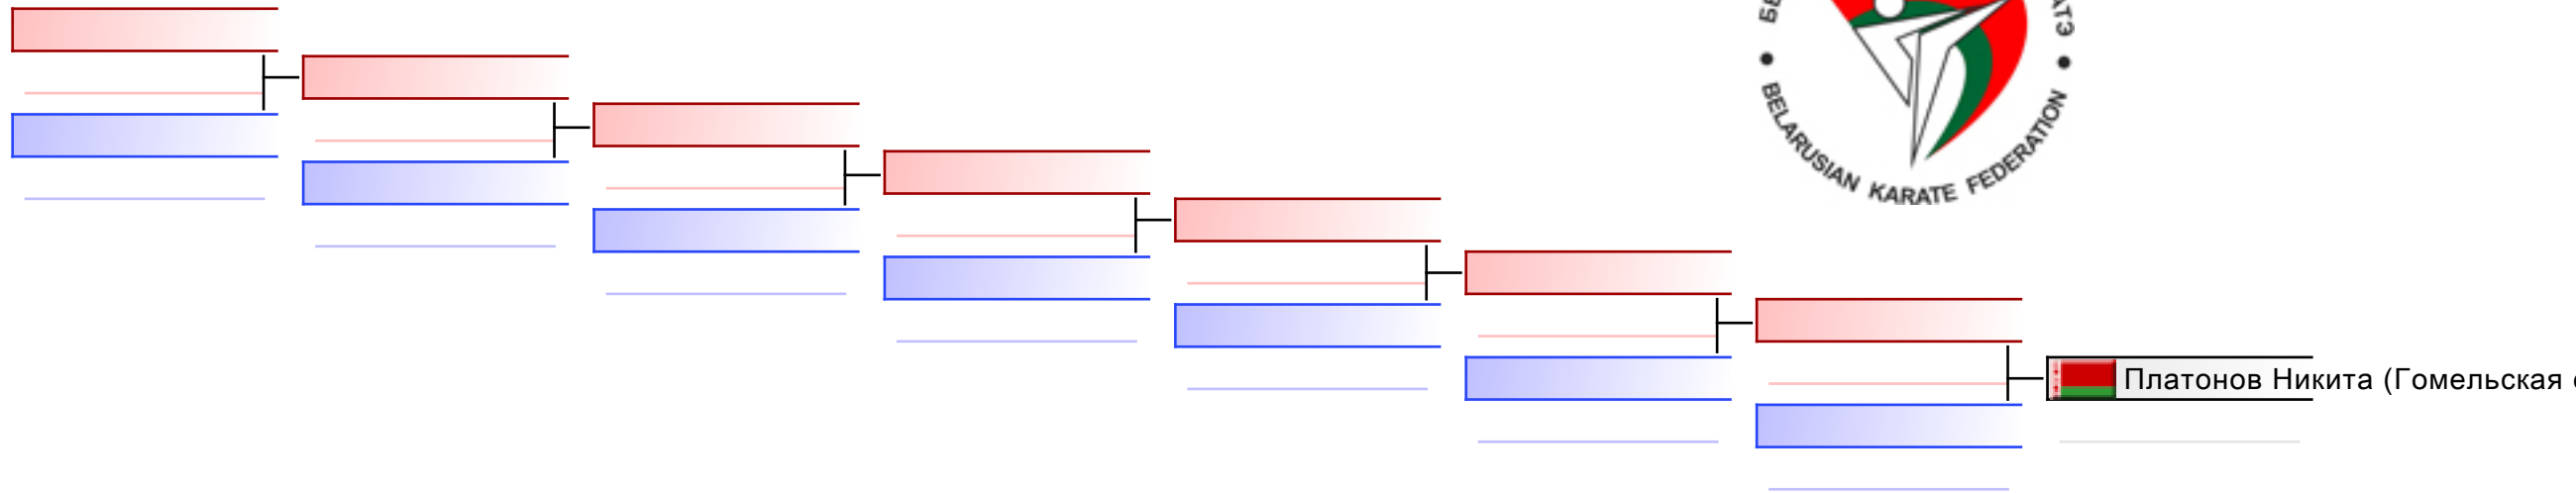 BELARUSIAN KARATE FEDERATION
Платонов Никита (Гомельская